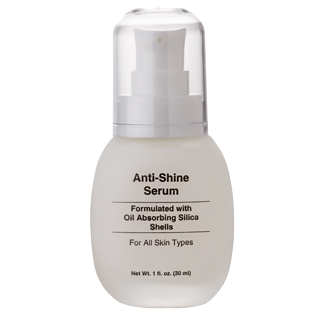 Anti-Shine
Serum
Formulated with
Oil Absorbing Silica
Shells
For All Skin Types
Net Wt. 1 fl. oz. (30 ml)